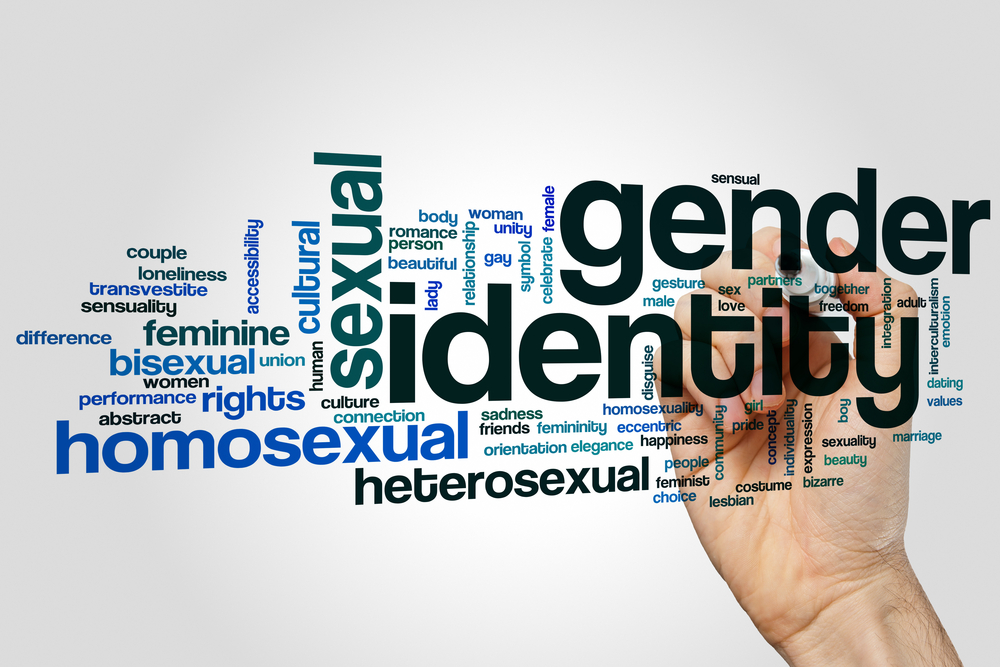 sensual
gender
identity
sexual
cultural
accessibility
couple
loneliness
transvestite
sensuality
difference
feminine
bisexual
union
human
women
performance
rights
culture
abstract
connection
homosexual
heterosexual
body
woman
romance
unity
person
beautiful
relationship
gay
symbol
celebrate
female
lady
gesture
sex
partners
together
male
love
freedom
integration
adult
interculturalism
emotion
disguise
dating
values
sadness
homosexuality
friends
femininity
eccentric
orientation
elegance
happiness
people
community
pride
girl
concept
individuality
expression
boy
sexuality
marriage
beauty
feminist
choice
costume
bizarre
lesbian